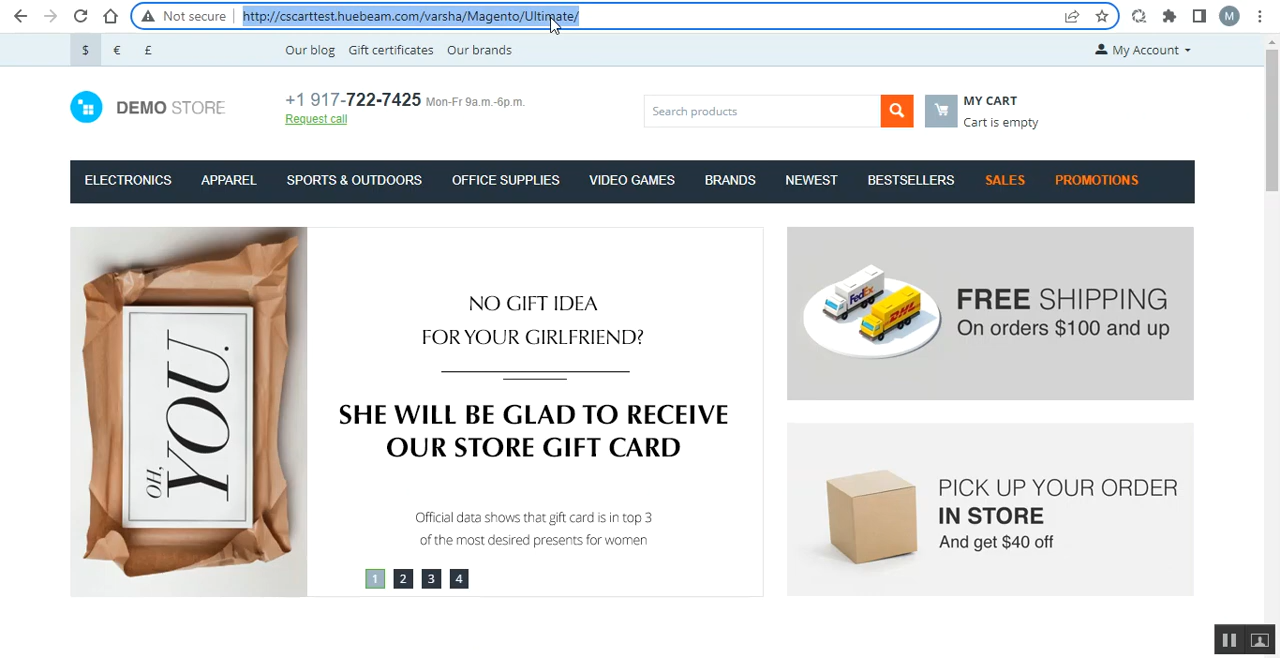 Not secure
http://cscarttest.huebeam.com/varsha/Magento/Ultimate/
M
$ € £
Our blog Gift certificates Our brands
My Account
DEMO STORE
+1 917-722-7425 Mon-Fr 9a.m.-6p.m.
Request call
Search products
MY CART
Cart is empty
ELECTRONICS APPAREL SPORTS & OUTDOORS OFFICE SUPPLIES VIDEO GAMES BRANDS NEWEST BESTSELLERS SALES PROMOTIONS
OH,
YOU.
NO GIFT IDEA
FOR YOUR GIRLFRIEND?
SHE WILL BE GLAD TO RECEIVE
OUR STORE GIFT CARD
Official data shows that gift card is in top 3
of the most desired presents for women
1 2 3 4
FedEx
DHL
FREE SHIPPING
On orders $100 and up
PICK UP YOUR ORDER
IN STORE
And get $40 off